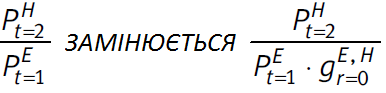 P^H_{t=2} / P^E_{t=1} ЗАМІНЮЄТЬСЯ P^H_{t=2} / (P^E_{t=1} · g^{E, H}_{r=0})